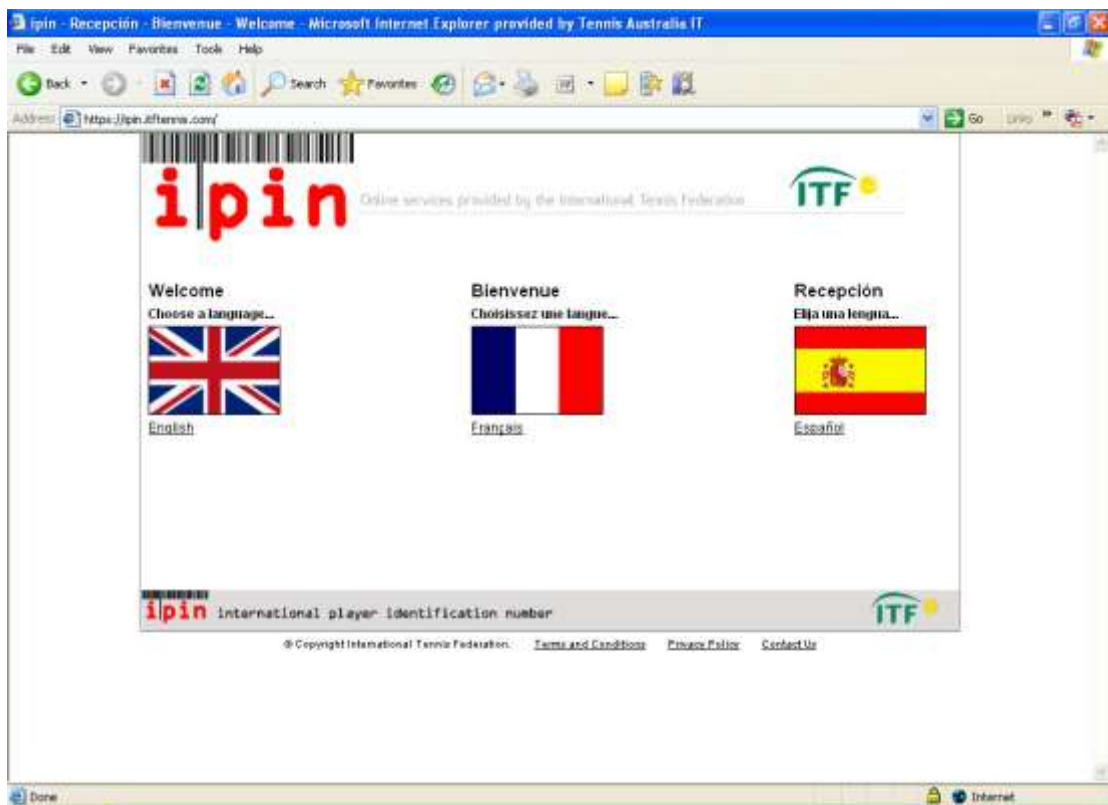 ipin - Recepción - Bienvenue - Welcome - Microsoft Internet Explorer provided by Tennis Australia IT
File Edit View Favorites Tools Help
Back Search Favorites
Address https://ipin.itftennis.com/ Go Links »
ipin Online services provided by the International Tennis Federation ITF
Welcome Bienvenue Recepción
Choose a language... Choisissez une langue... Elija una lengua...
English Français Español
ipin international player identification number ITF
© Copyright International Tennis Federation. Terms and Conditions Privacy Policy Contact Us
Done Internet